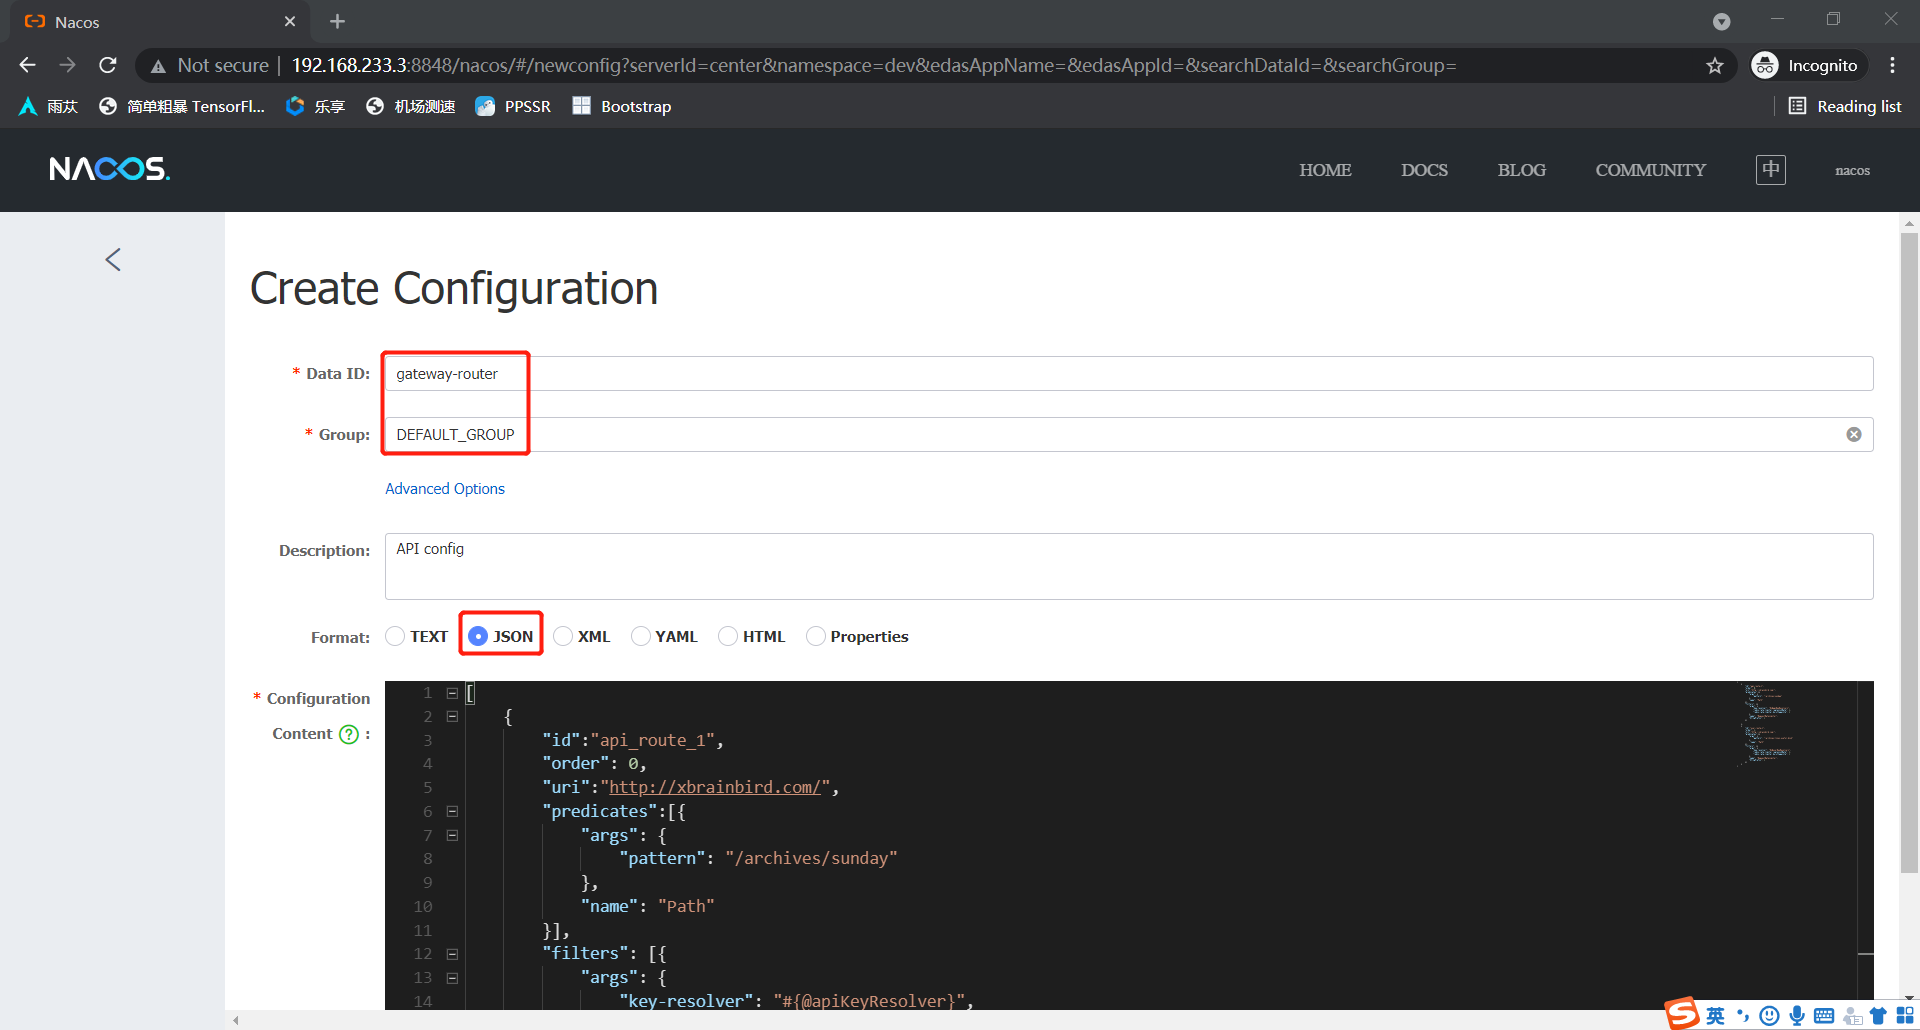 Nacos
Not secure | 192.168.233.3:8848/nacos/#/newconfig?serverId=center&namespace=dev&edasAppName=&edasAppId=&searchDataId=&searchGroup=
Incognito
雨苁 简单粗暴 TensorFl... 乐享 机场测速 PPSSR Bootstrap Reading list
NACOS. HOME DOCS BLOG COMMUNITY 中 nacos
Create Configuration
* Data ID: gateway-router
* Group: DEFAULT_GROUP
Advanced Options
Description: API config
Format: TEXT JSON XML YAML HTML Properties
* Configuration
Content ? :
1 [
2 {
3 "id":"api_route_1",
4 "order": 0,
5 "uri":"http://xbrainbird.com/",
6 "predicates":[{
7 "args": {
8 "pattern": "/archives/sunday"
9 },
10 "name": "Path"
11 }],
12 "filters": [{
13 "args": {
14 "key-resolver": "#{@apiKeyResolver}",
S 英